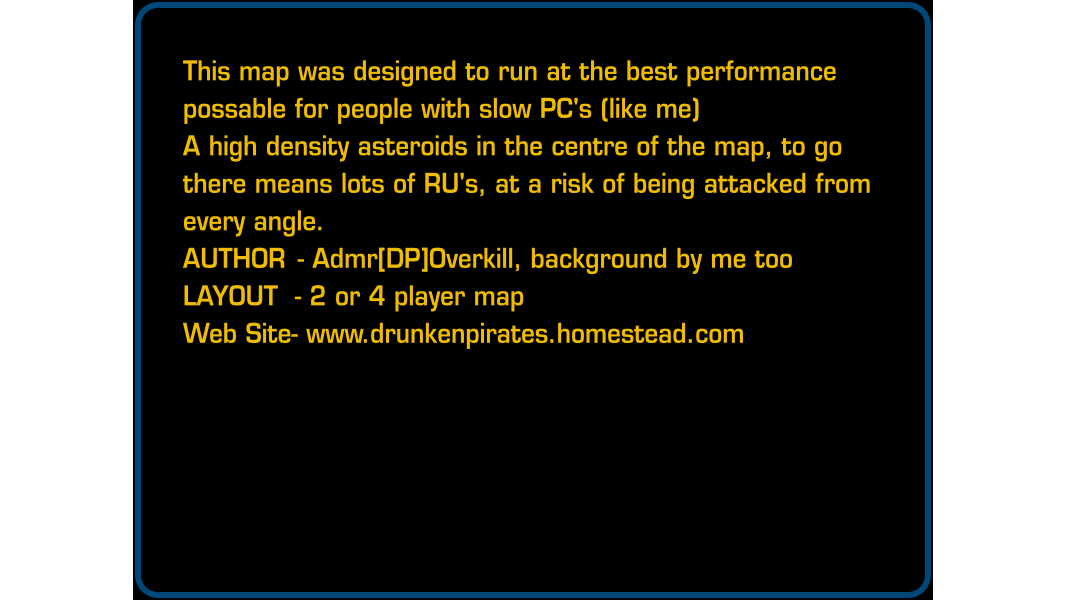 This map was designed to run at the best performance
possable for people with slow PC's (like me)
A high density asteroids in the centre of the map, to go
there means lots of RU's, at a risk of being attacked from
every angle.
AUTHOR - Admr[DP]Overkill, background by me too
LAYOUT - 2 or 4 player map
Web Site- www.drunkenpirates.homestead.com